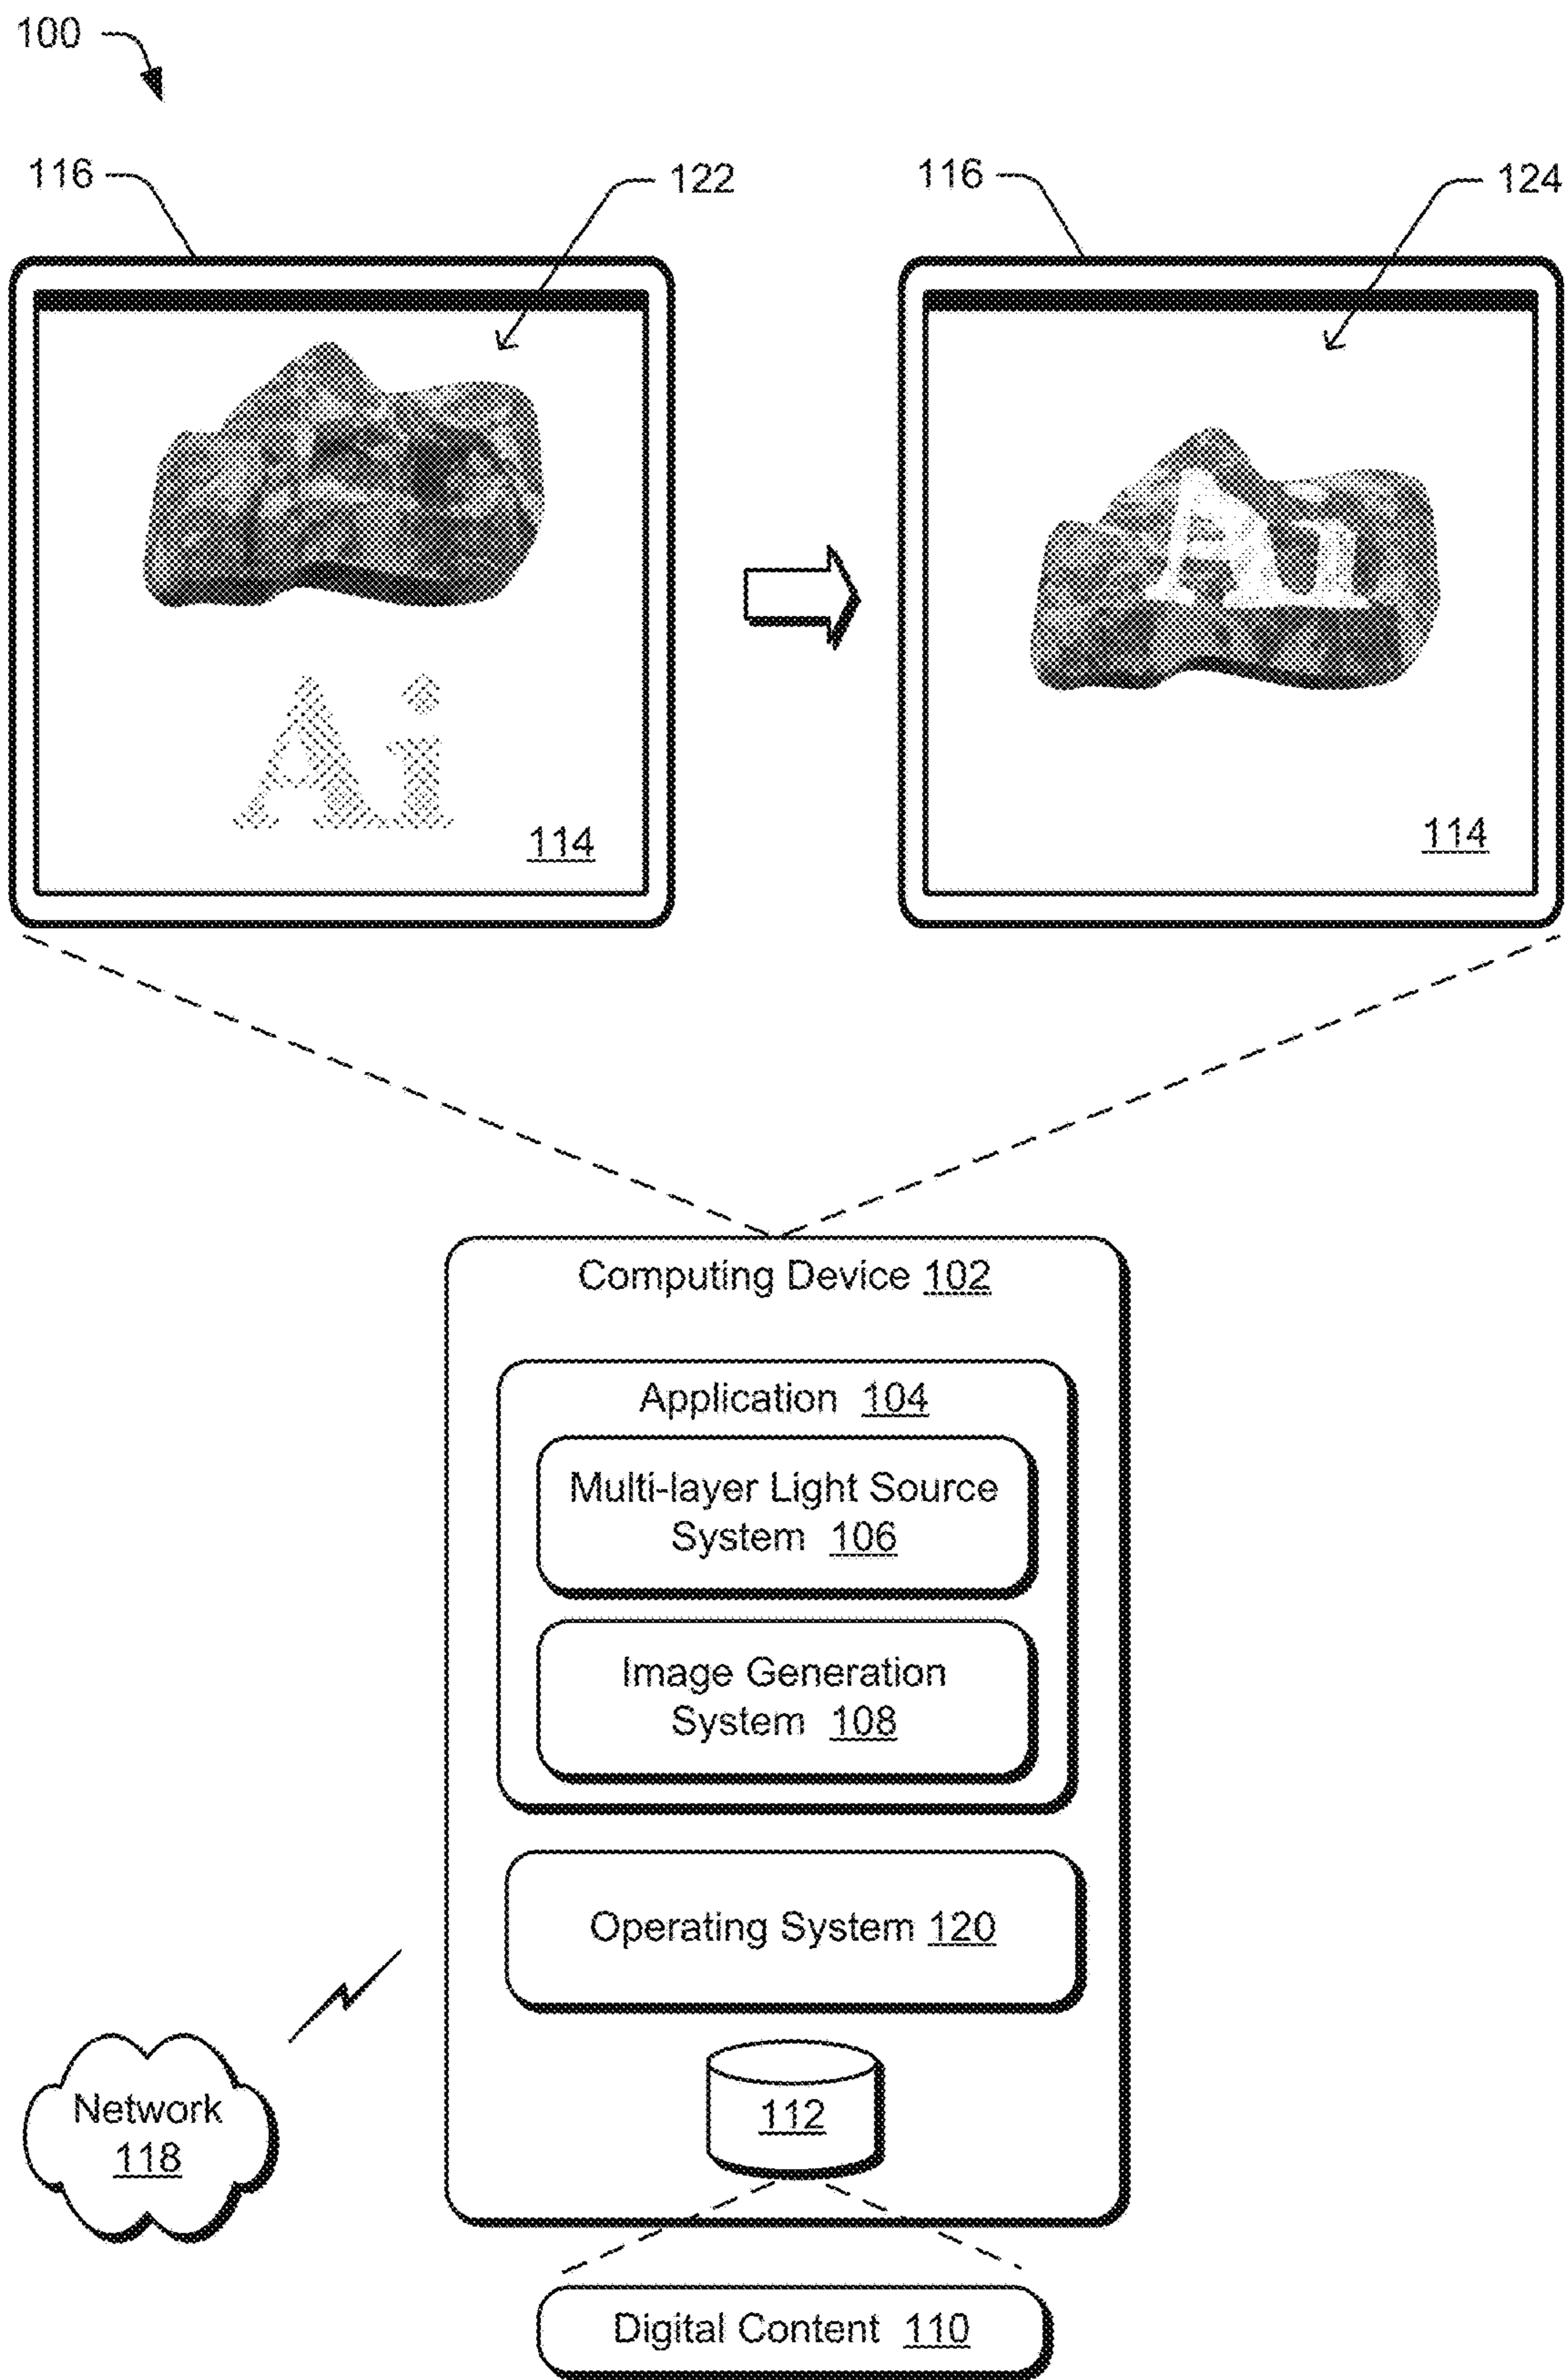 100
116
122
116
124
Ai
114
Ai
114
Computing Device 102
Application 104
Multi-layer Light Source
System 106
Image Generation
System 108
Operating System 120
112
Network
118
Digital Content 110